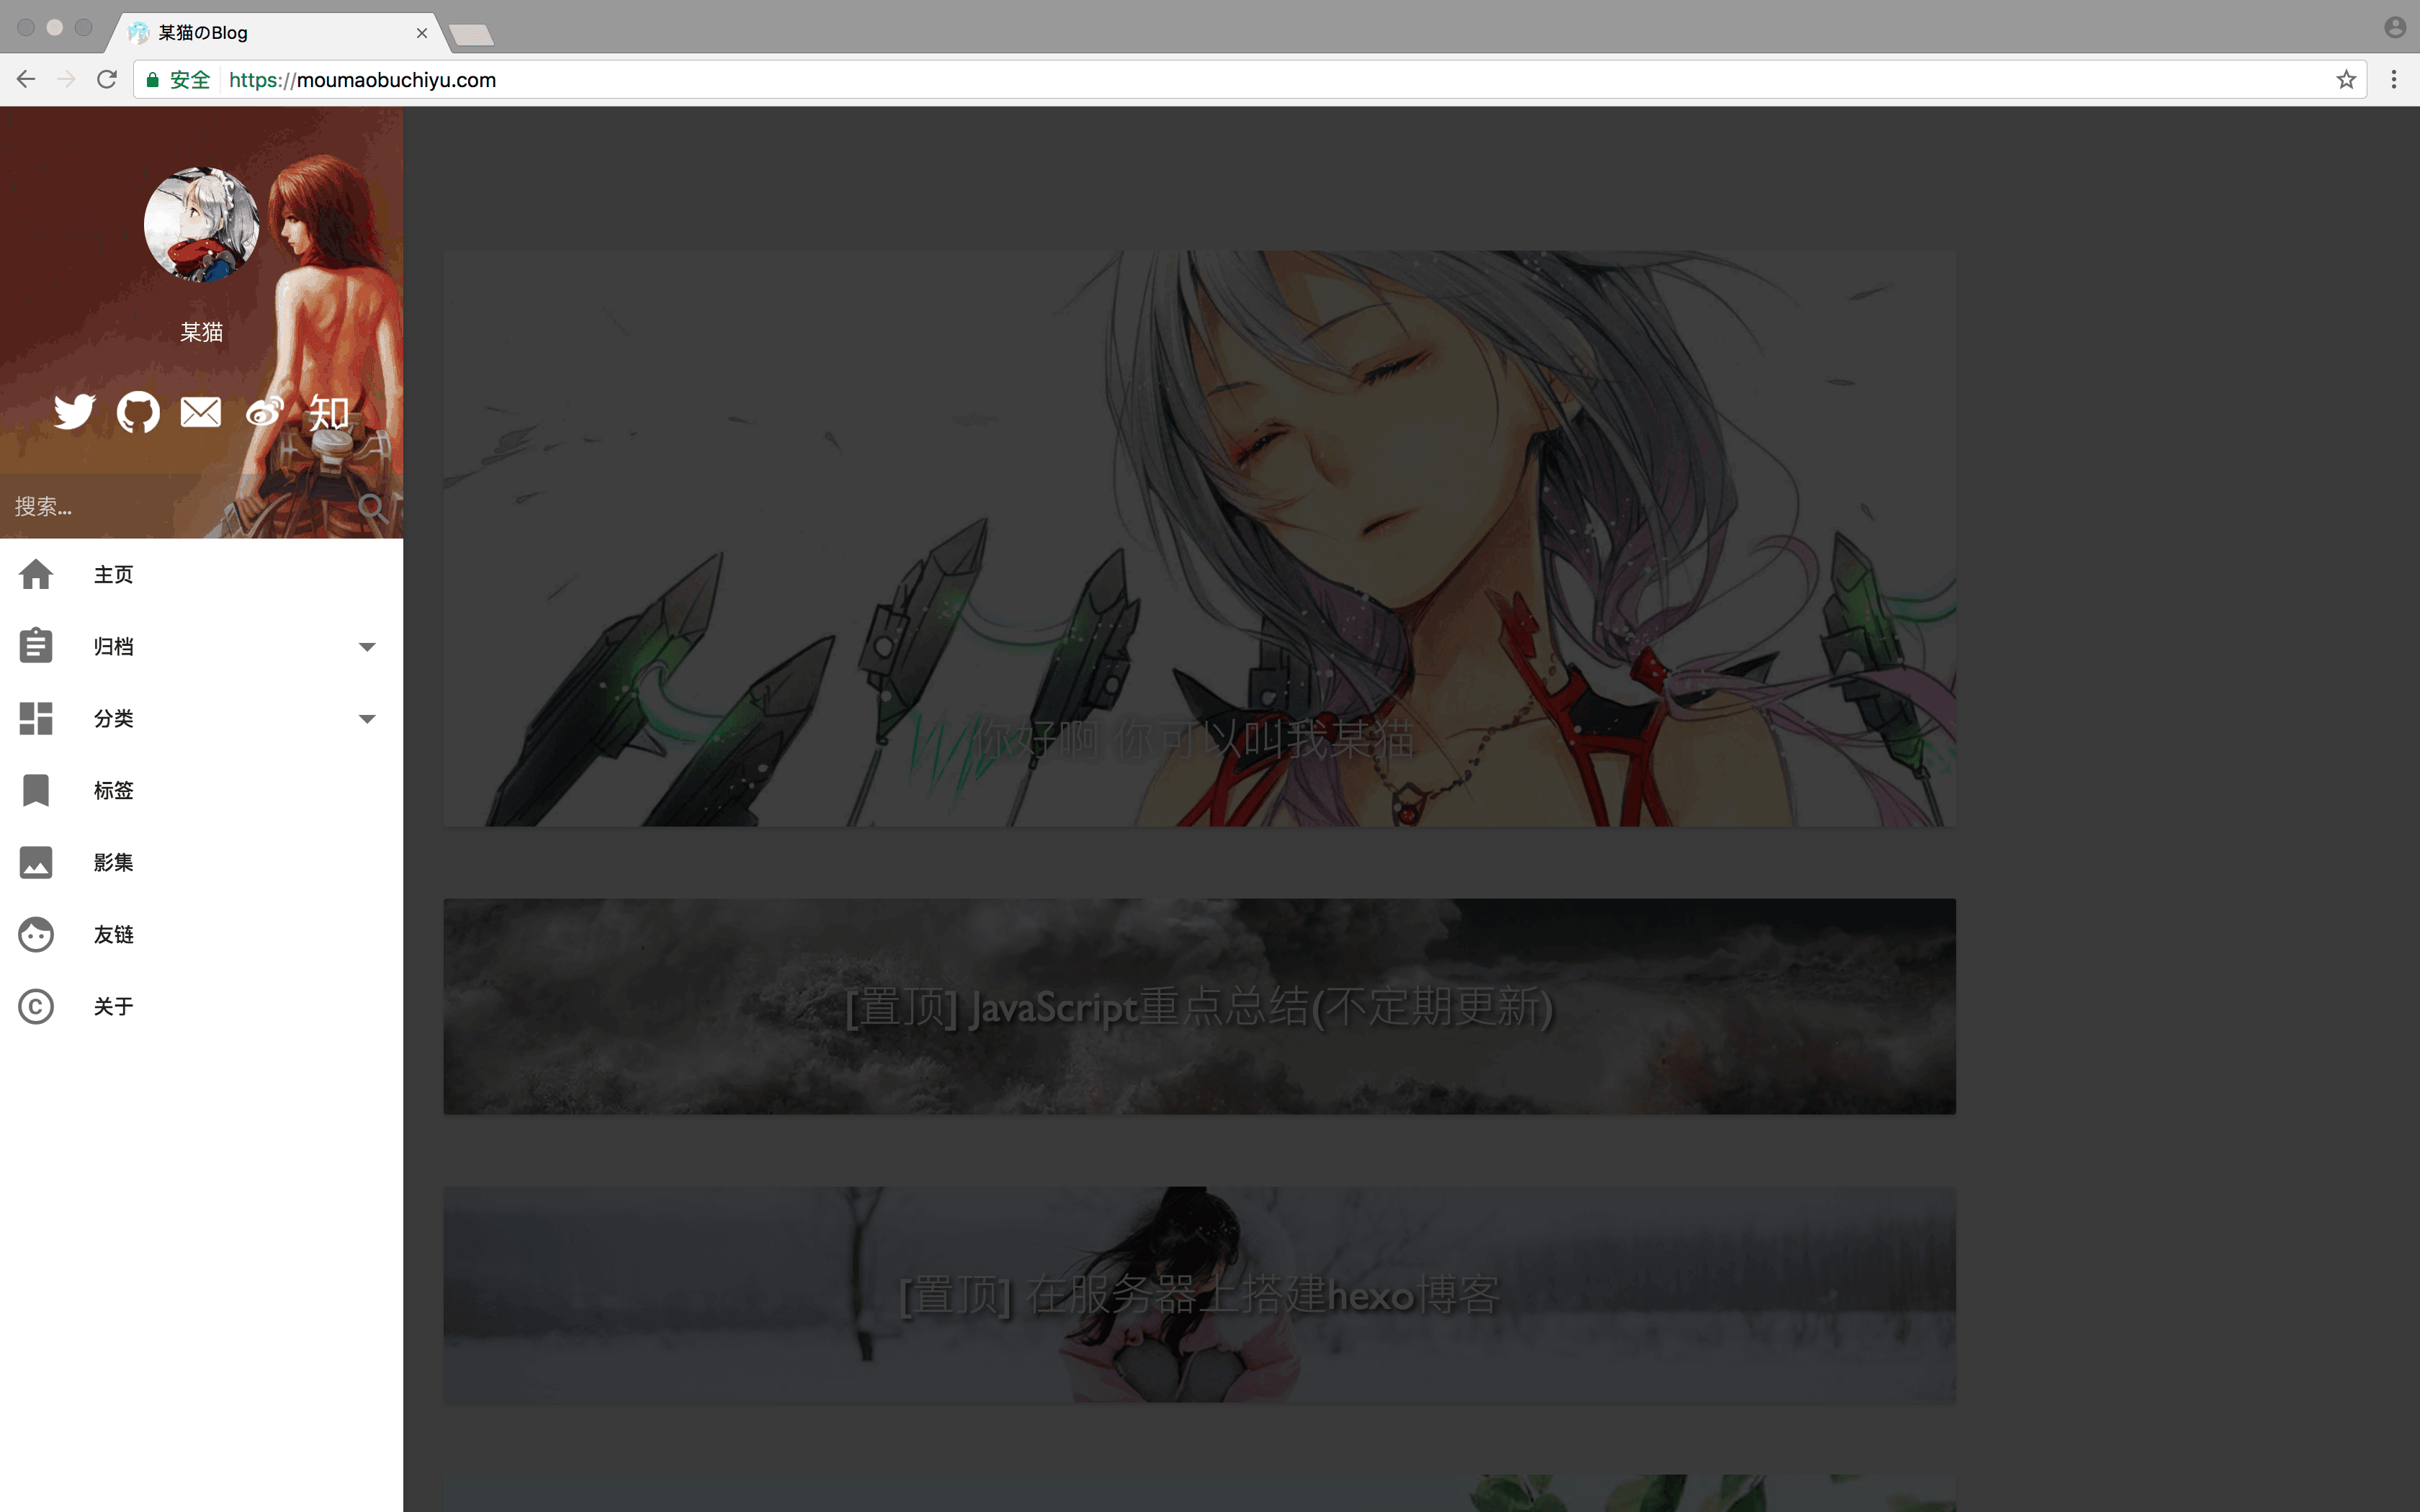 某猫のBlog
安全 https://moumaobuchiyu.com
某猫
知
搜索...
主页
归档
分类
标签
影集
友链
关于
你好啊 你可以叫我某猫
[置顶] JavaScript重点总结(不定期更新)
[置顶] 在服务器上搭建hexo博客